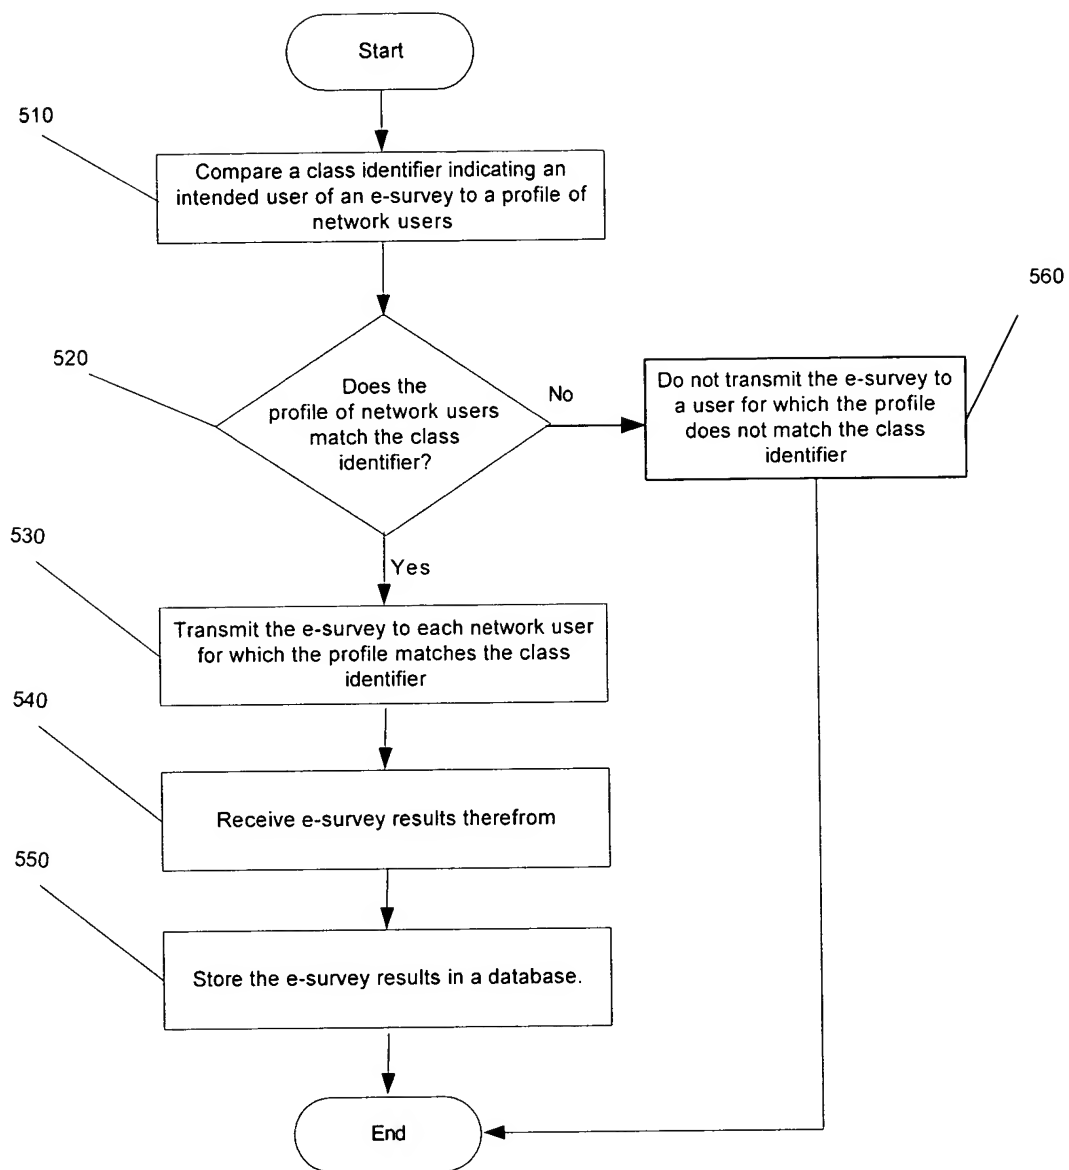 Start
510
Compare a class identifier indicating an
intended user of an e-survey to a profile of
network users
560
520
Does the
profile of network users
match the class
identifier?
No
Do not transmit the e-survey to
a user for which the profile
does not match the class
identifier
530
Yes
Transmit the e-survey to each network user
for which the profile matches the class
identifier
540
Receive e-survey results therefrom
550
Store the e-survey results in a database.
End